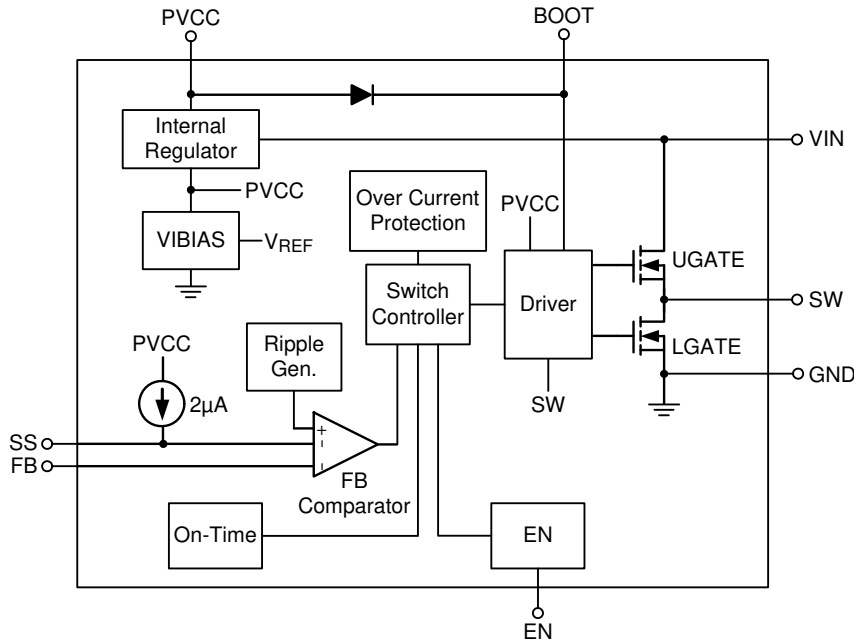 PVCC
BOOT
Internal
Regulator
VIN
PVCC
VIBIAS
VREF
Over Current
Protection
PVCC
UGATE
Switch
Controller
Driver
SW
LGATE
PVCC
Ripple
Gen.
GND
2µA
SW
+
-
-
SS
FB
FB
Comparator
On-Time
EN
EN